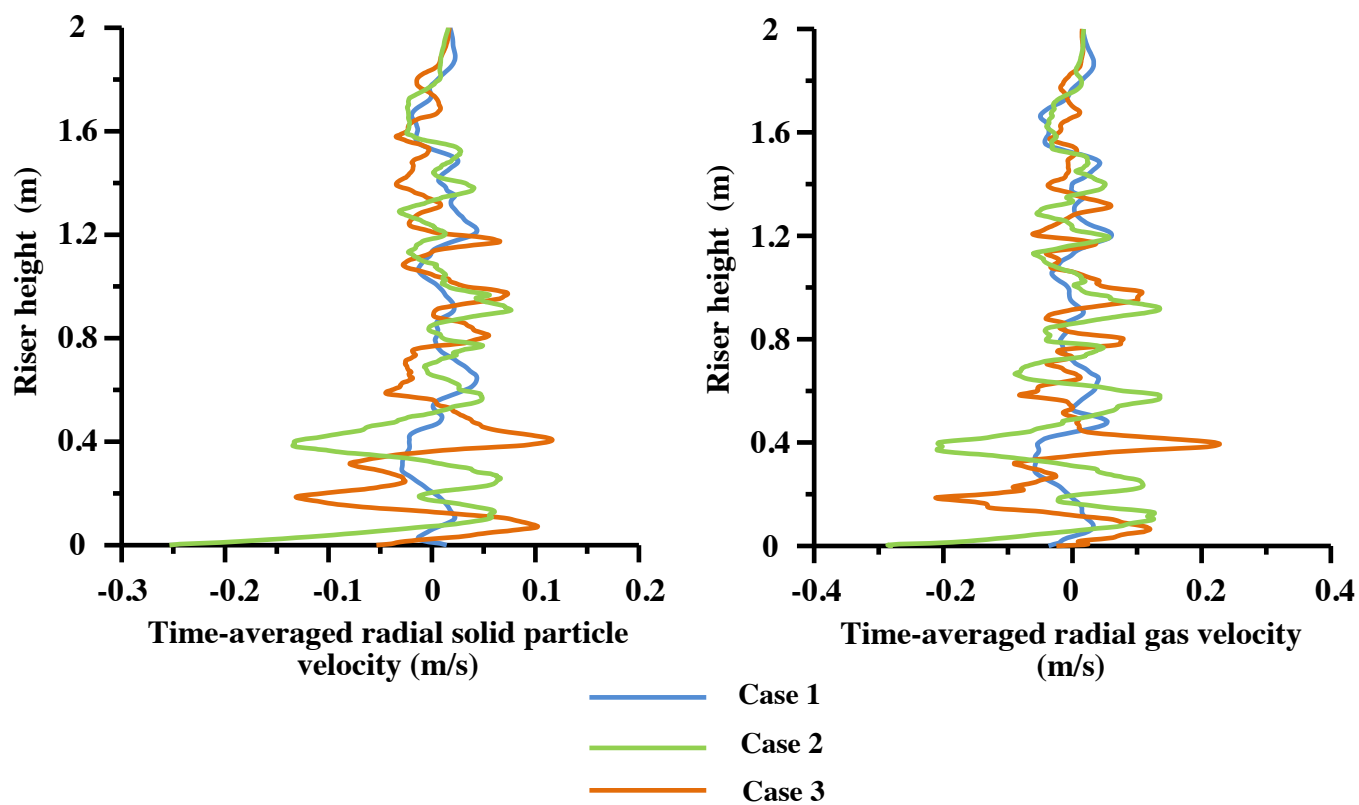 2
1.6
1.2
0.8
0.4
0
Riser height (m)
-0.3
-0.2
-0.1
0
0.1
0.2
Time-averaged radial solid particle
velocity (m/s)
2
1.6
1.2
0.8
0.4
0
Riser height (m)
-0.4
-0.2
0
0.2
0.4
Time-averaged radial gas velocity
(m/s)
Case 1
Case 2
Case 3